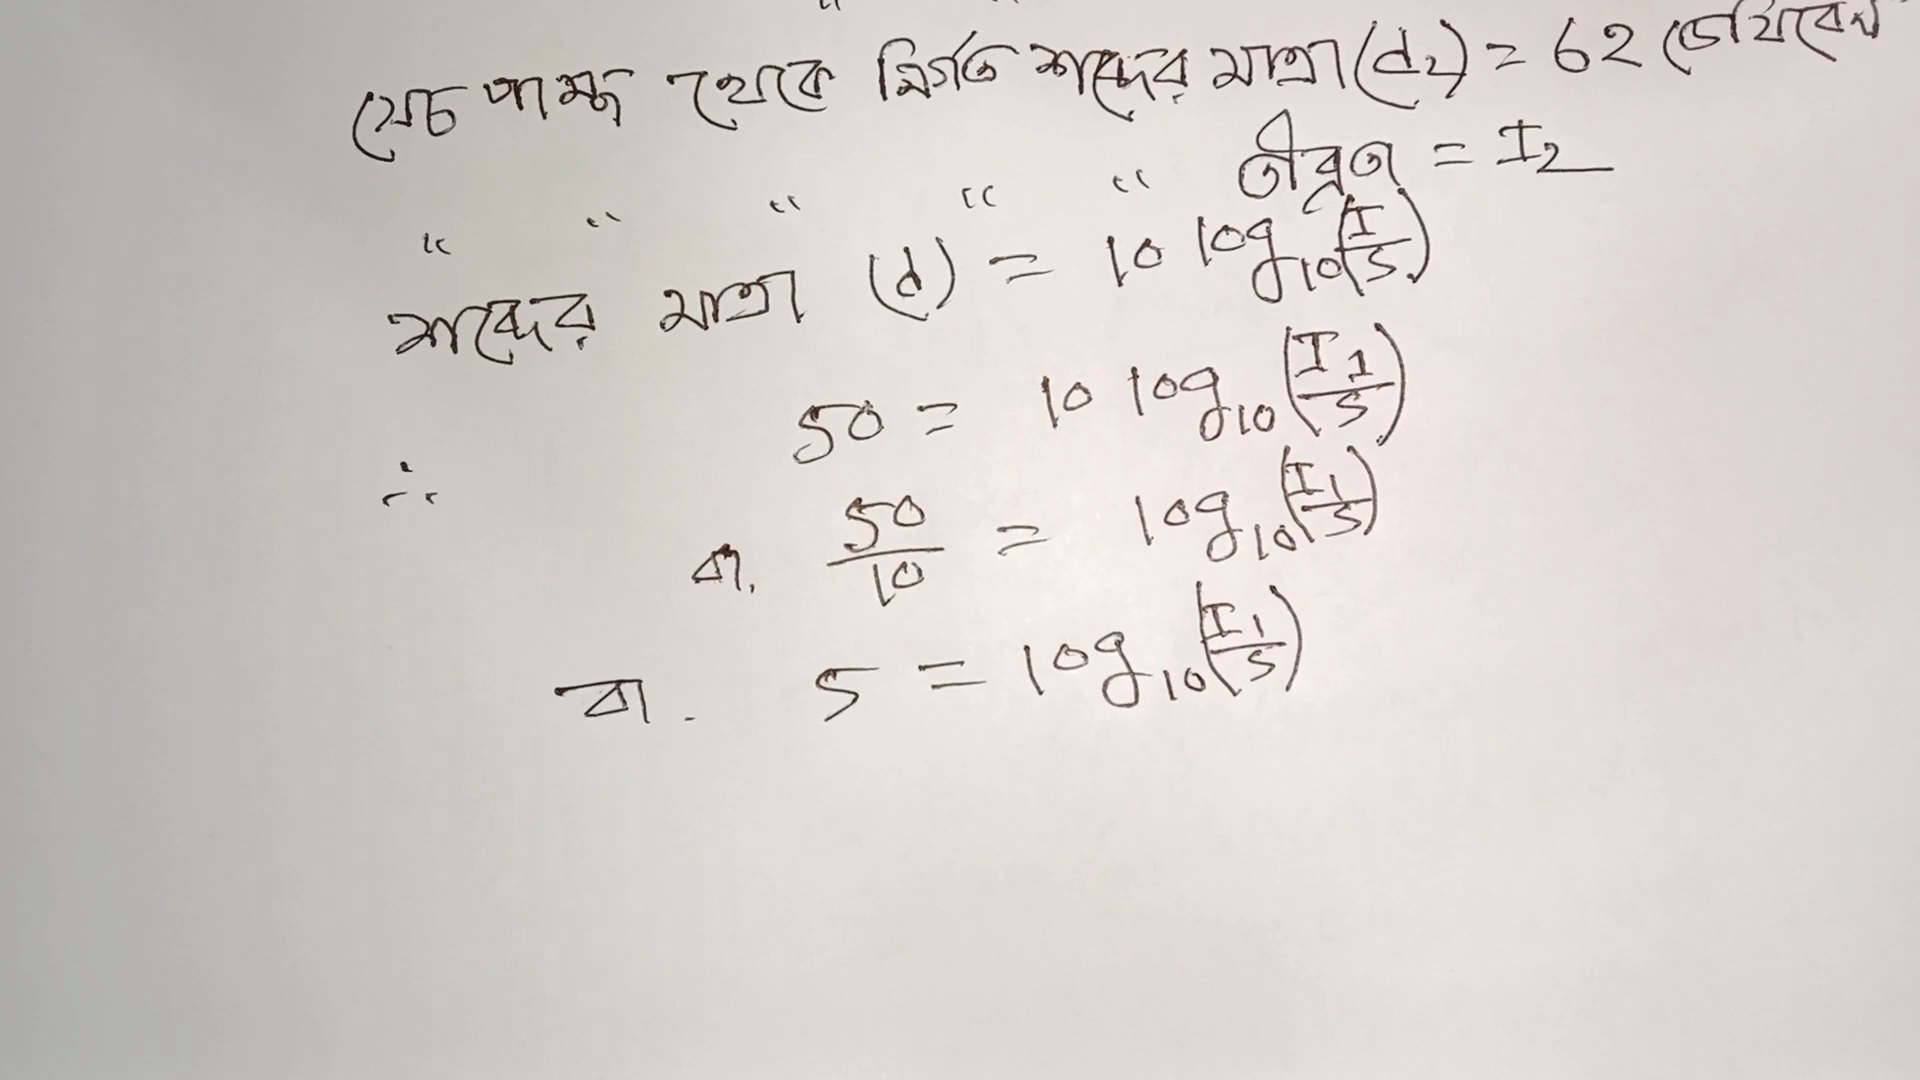 সেচ পাম্প থেকে নির্গত শব্দের মাত্রা (d₂) = 62 ডেসিবেল
" " " " " তীব্রতা = I₂
শব্দের মাত্রা (d) = 10 log₁₀(I/S)
∴ 50 = 10 log₁₀(I₁/S)
বা, 50/10 = log₁₀(I₁/S)
বা, 5 = log₁₀(I₁/S)